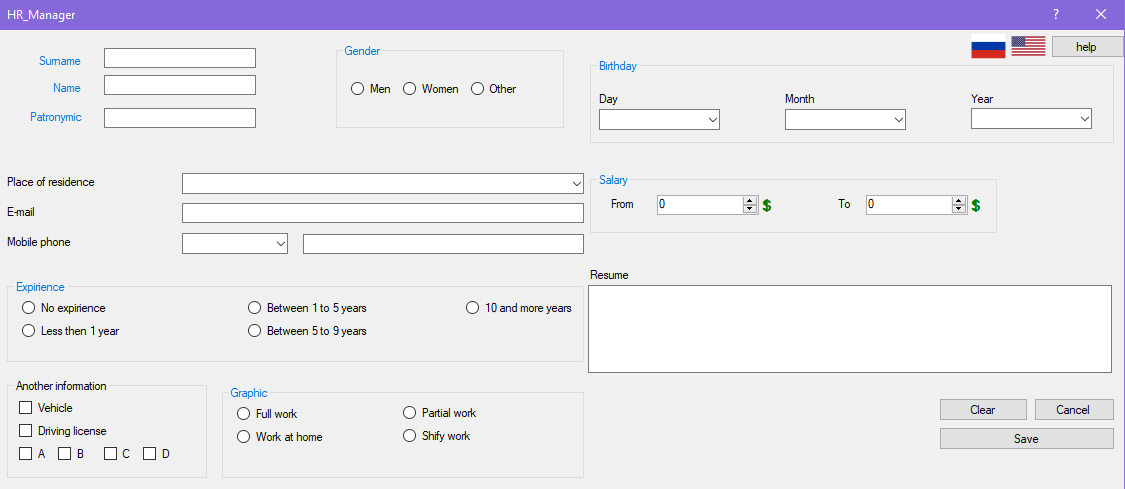 HR_Manager
?
help
Surname
Name
Patronymic
Gender
Men Women Other
Birthday
Day Month Year
Place of residence
E-mail
Mobile phone
Salary
From 0 $ To 0 $
Expirience
No expirience Between 1 to 5 years 10 and more years
Less then 1 year Between 5 to 9 years
Resume
Another information
Vehicle
Driving license
A B C D
Graphic
Full work Partial work
Work at home Shify work
Clear Cancel
Save